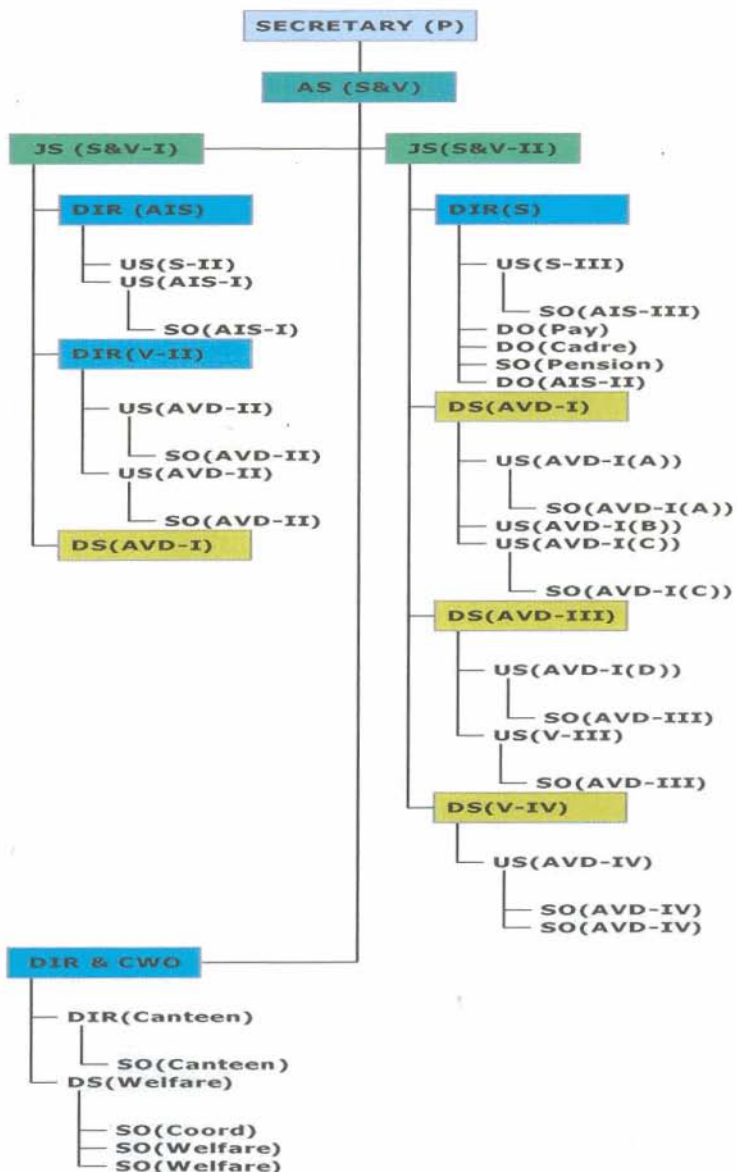 SECRETARY (P)
AS (S&V)
JS (S&V-I)
DIR (AIS)
US(S-II)
US(AIS-I)
SO(AIS-I)
DIR(V-II)
US(AVD-II)
SO(AVD-II)
US(AVD-II)
SO(AVD-II)
DS(AVD-I)
JS(S&V-II)
DIR(S)
US(S-III)
SO(AIS-III)
DO(Pay)
DO(Cadre)
SO(Pension)
DO(AIS-II)
DS(AVD-I)
US(AVD-I(A))
SO(AVD-I(A))
US(AVD-I(B))
US(AVD-I(C))
SO(AVD-I(C))
DS(AVD-III)
US(AVD-I(D))
SO(AVD-III)
US(V-III)
SO(AVD-III)
DS(V-IV)
US(AVD-IV)
SO(AVD-IV)
SO(AVD-IV)
DIR & CWO
DIR(Canteen)
SO(Canteen)
DS(Welfare)
SO(Coord)
SO(Welfare)
SO(Welfare)